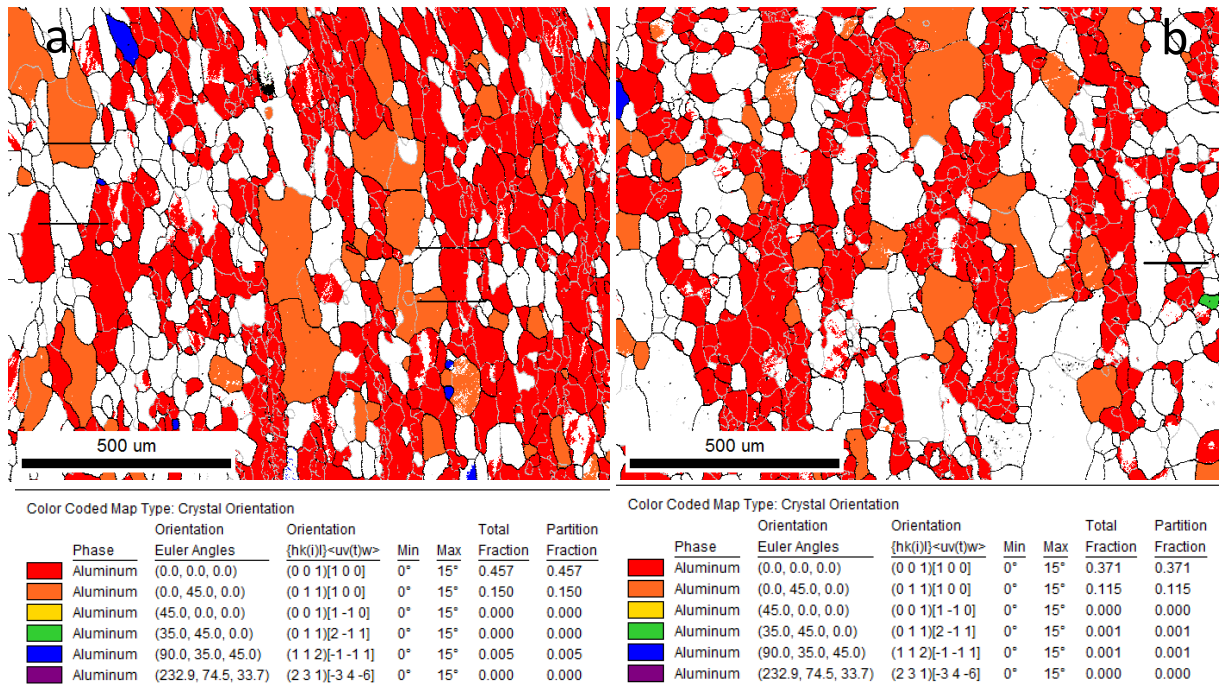 a
500 um
Color Coded Map Type: Crystal Orientation
Orientation Orientation Total Partition
Phase Euler Angles {hk(i)l}<uv(t)w> Min Max Fraction Fraction
Aluminum (0.0, 0.0, 0.0) (0 0 1)[1 0 0] 0° 15° 0.457 0.457
Aluminum (0.0, 45.0, 0.0) (0 1 1)[1 0 0] 0° 15° 0.150 0.150
Aluminum (45.0, 0.0, 0.0) (0 0 1)[1 -1 0] 0° 15° 0.000 0.000
Aluminum (35.0, 45.0, 0.0) (0 1 1)[2 -1 1] 0° 15° 0.000 0.000
Aluminum (90.0, 35.0, 45.0) (1 1 2)[-1 -1 1] 0° 15° 0.005 0.005
Aluminum (232.9, 74.5, 33.7) (2 3 1)[-3 4 -6] 0° 15° 0.000 0.000
b
500 um
Color Coded Map Type: Crystal Orientation
Orientation Orientation Total Partition
Phase Euler Angles {hk(i)l}<uv(t)w> Min Max Fraction Fraction
Aluminum (0.0, 0.0, 0.0) (0 0 1)[1 0 0] 0° 15° 0.371 0.371
Aluminum (0.0, 45.0, 0.0) (0 1 1)[1 0 0] 0° 15° 0.115 0.115
Aluminum (45.0, 0.0, 0.0) (0 0 1)[1 -1 0] 0° 15° 0.000 0.000
Aluminum (35.0, 45.0, 0.0) (0 1 1)[2 -1 1] 0° 15° 0.001 0.001
Aluminum (90.0, 35.0, 45.0) (1 1 2)[-1 -1 1] 0° 15° 0.001 0.001
Aluminum (232.9, 74.5, 33.7) (2 3 1)[-3 4 -6] 0° 15° 0.000 0.000